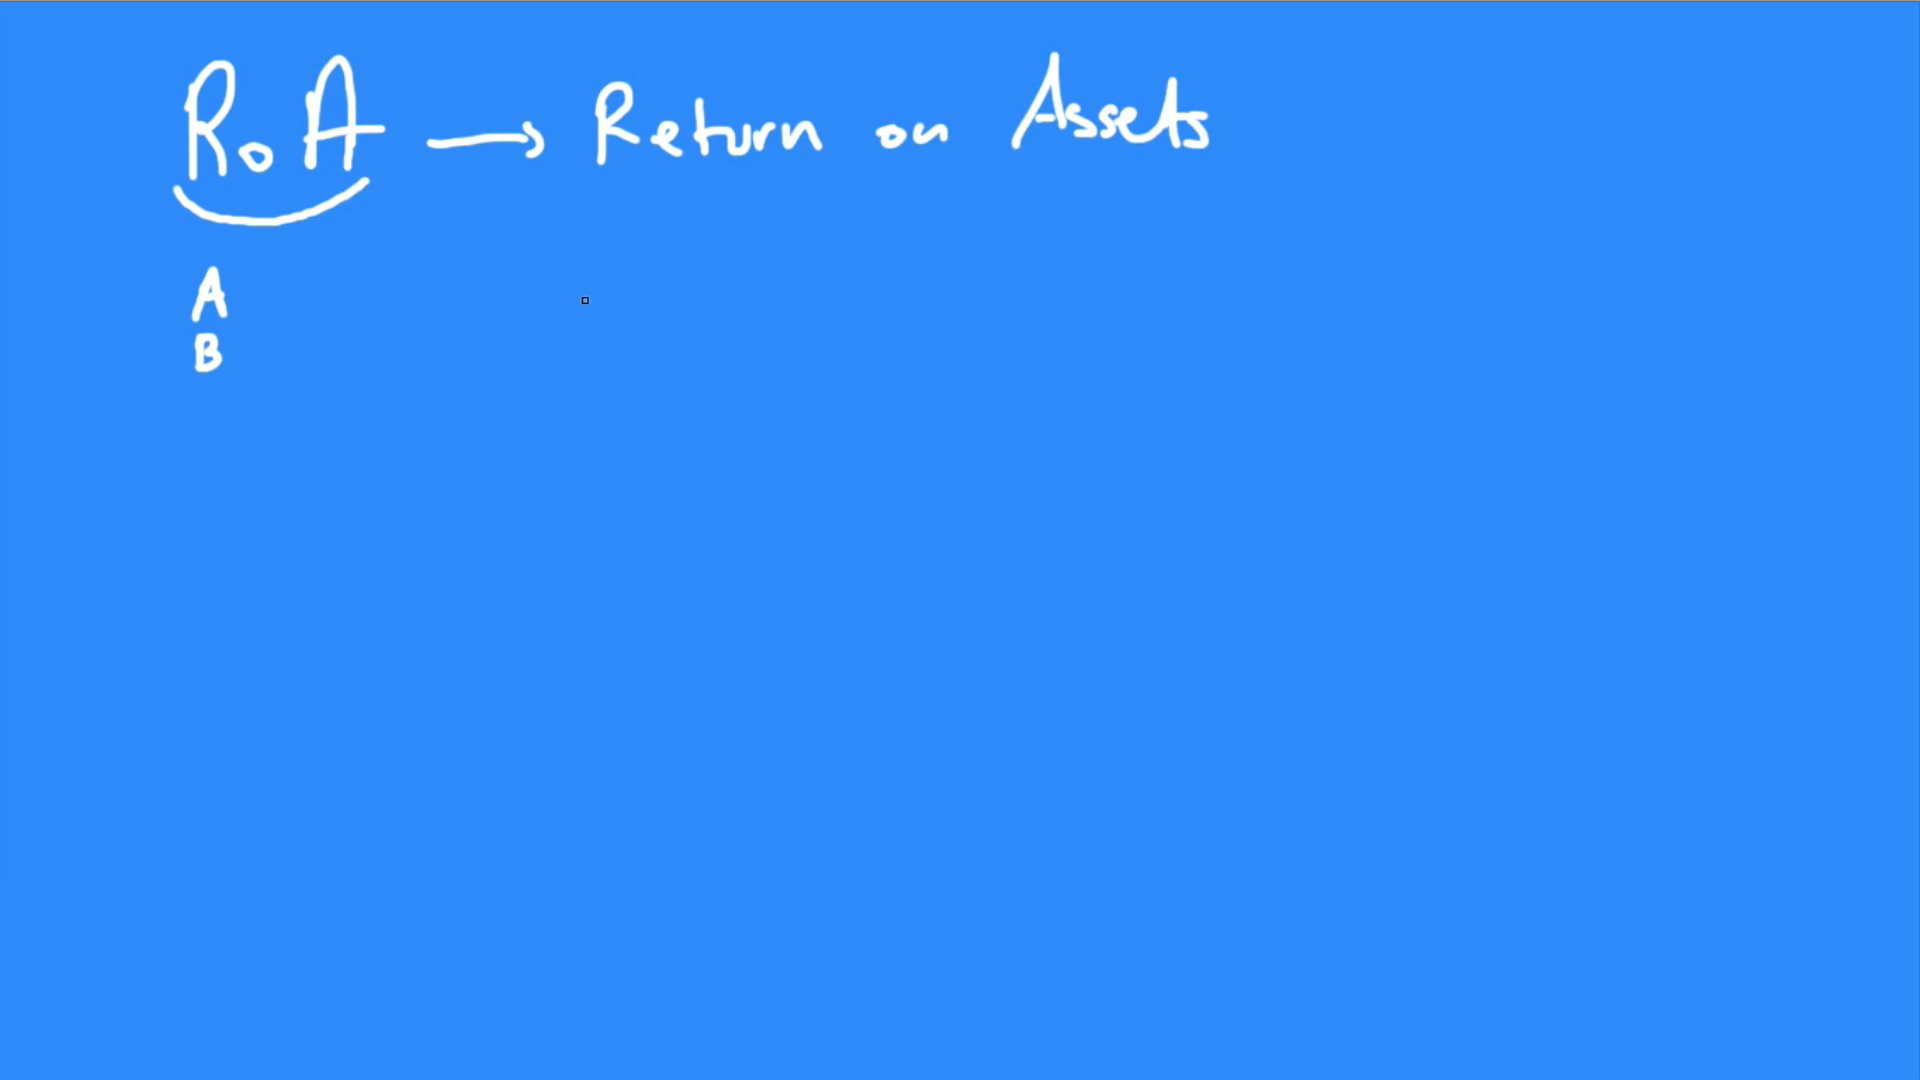 RoA → Return on Assets
A
B